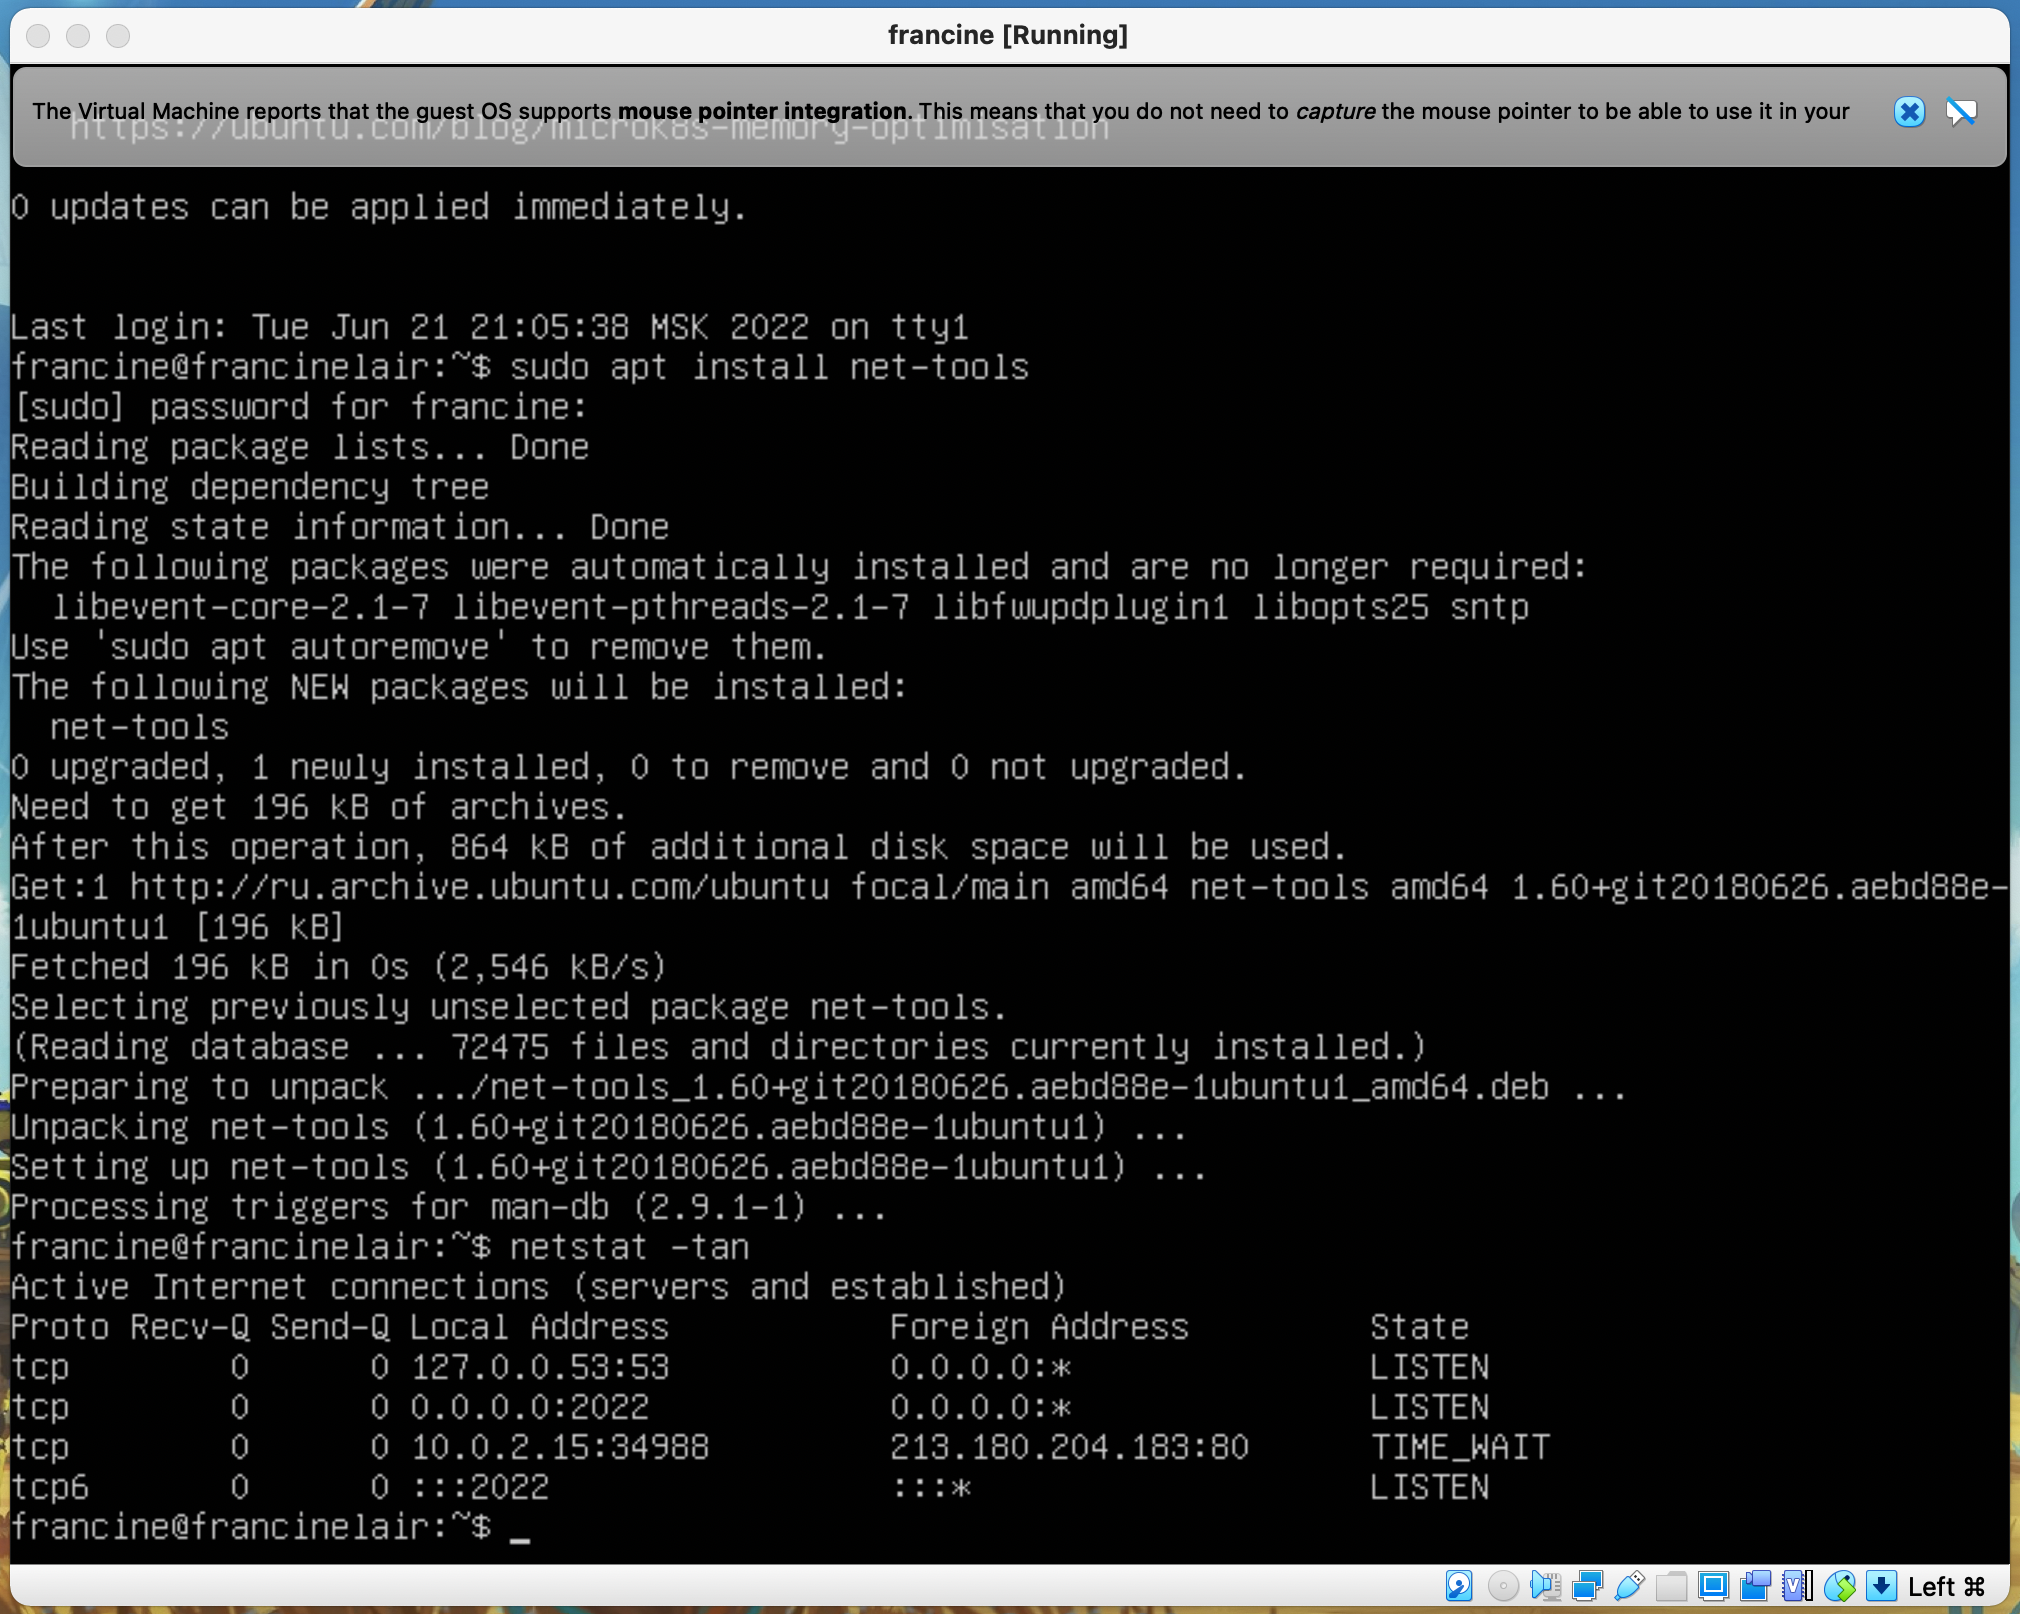 francine [Running]
The Virtual Machine reports that the guest OS supports mouse pointer integration. This means that you do not need to capture the mouse pointer to be able to use it in your
https://ubuntu.com/blog/microk8s-memory-optimisation
0 updates can be applied immediately.
Last login: Tue Jun 21 21:05:38 MSK 2022 on tty1
francine@francinelair:~$ sudo apt install net-tools
[sudo] password for francine:
Reading package lists... Done
Building dependency tree
Reading state information... Done
The following packages were automatically installed and are no longer required:
  libevent-core-2.1-7 libevent-pthreads-2.1-7 libfwupdplugin1 libopts25 sntp
Use 'sudo apt autoremove' to remove them.
The following NEW packages will be installed:
  net-tools
0 upgraded, 1 newly installed, 0 to remove and 0 not upgraded.
Need to get 196 kB of archives.
After this operation, 864 kB of additional disk space will be used.
Get:1 http://ru.archive.ubuntu.com/ubuntu focal/main amd64 net-tools amd64 1.60+git20180626.aebd88e-
1ubuntu1 [196 kB]
Fetched 196 kB in 0s (2,546 kB/s)
Selecting previously unselected package net-tools.
(Reading database ... 72475 files and directories currently installed.)
Preparing to unpack .../net-tools_1.60+git20180626.aebd88e-1ubuntu1_amd64.deb ...
Unpacking net-tools (1.60+git20180626.aebd88e-1ubuntu1) ...
Setting up net-tools (1.60+git20180626.aebd88e-1ubuntu1) ...
Processing triggers for man-db (2.9.1-1) ...
francine@francinelair:~$ netstat -tan
Active Internet connections (servers and established)
Proto Recv-Q Send-Q Local Address           Foreign Address         State
tcp        0      0 127.0.0.53:53           0.0.0.0:*               LISTEN
tcp        0      0 0.0.0.0:2022            0.0.0.0:*               LISTEN
tcp        0      0 10.0.2.15:34988         213.180.204.183:80      TIME_WAIT
tcp6       0      0 :::2022                 :::*                    LISTEN
francine@francinelair:~$ _
Left ⌘